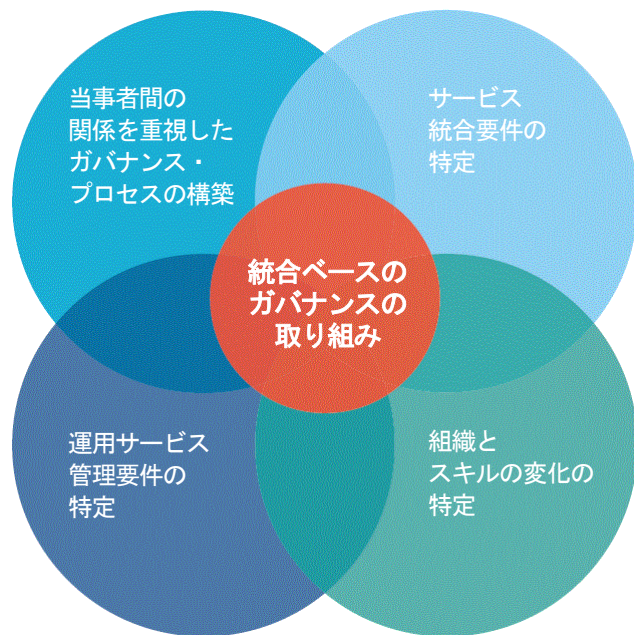 当事者間の
関係を重視した
ガバナンス・
プロセスの構築
サービス
統合要件の
特定
統合ベースの
ガバナンスの
取り組み
運用サービス
管理要件の
特定
組織と
スキルの変化の
特定